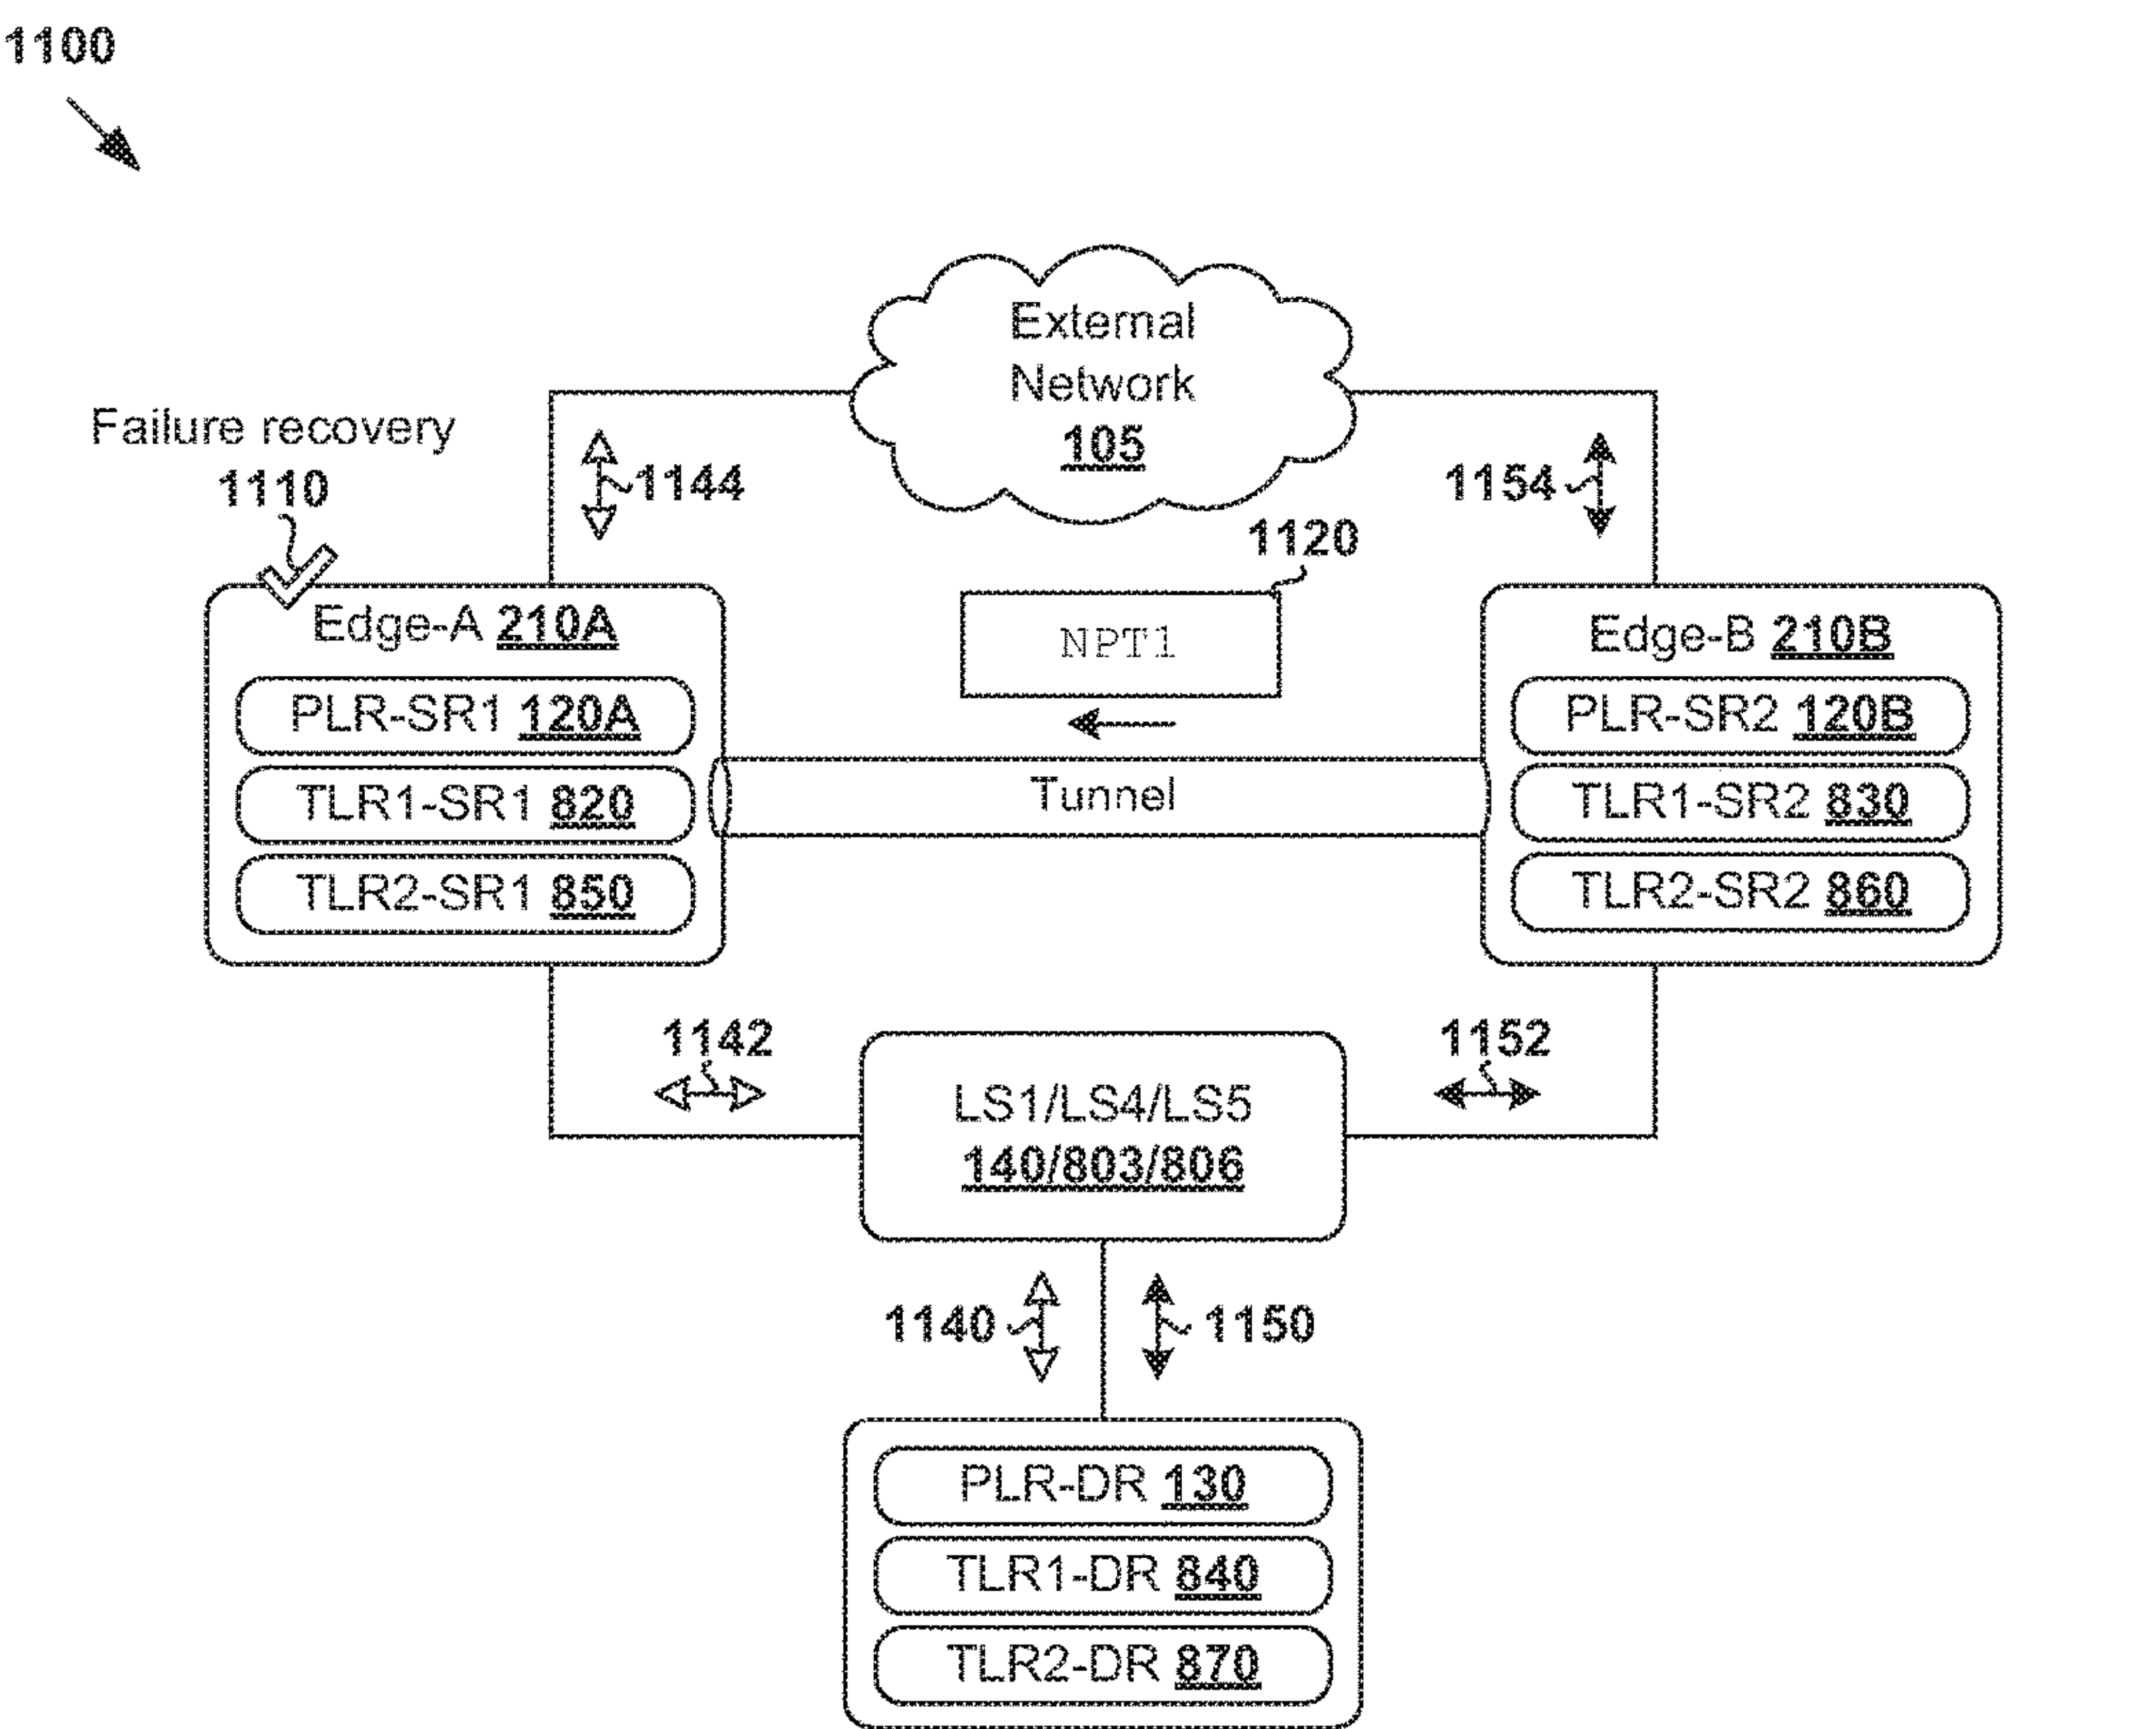 1100
External
Network
105
Failure recovery
1110
1144
1154
1120
NPT1
Edge-A 210A
PLR-SR1 120A
TLR1-SR1 820
TLR2-SR1 850
Tunnel
Edge-B 210B
PLR-SR2 120B
TLR1-SR2 830
TLR2-SR2 860
1142
1152
LS1/LS4/LS5
140/803/806
1140
1150
PLR-DR 130
TLR1-DR 840
TLR2-DR 870